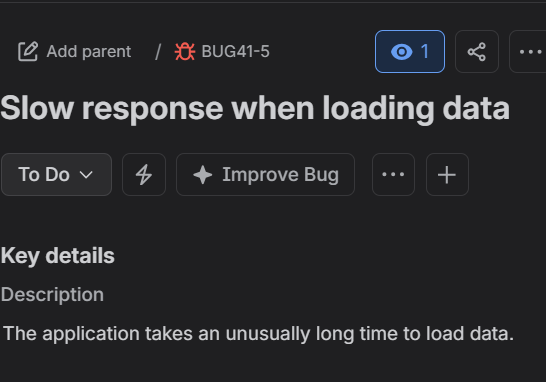 Add parent / BUG41-5 1
Slow response when loading data
To Do Improve Bug
Key details
Description
The application takes an unusually long time to load data.